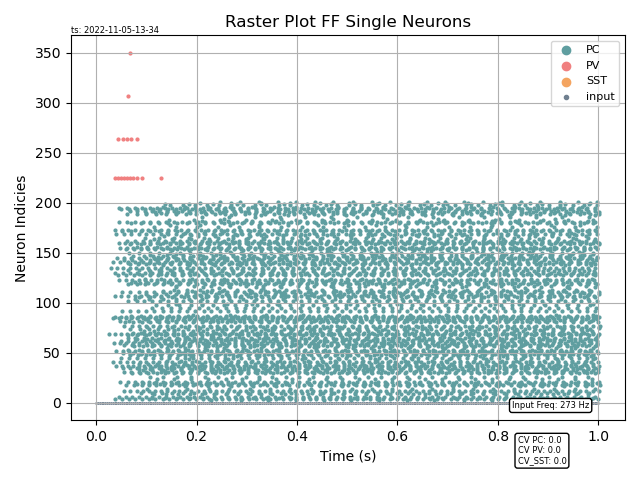 Raster Plot FF Single Neurons
ts: 2022-11-05-13-34
PC
PV
SST
input
350
300
250
200
150
100
50
0
Neuron Indicies
Input Freq: 273 Hz
0.0 0.2 0.4 0.6 0.8 1.0
Time (s)
CV PC: 0.0
CV PV: 0.0
CV_SST: 0.0